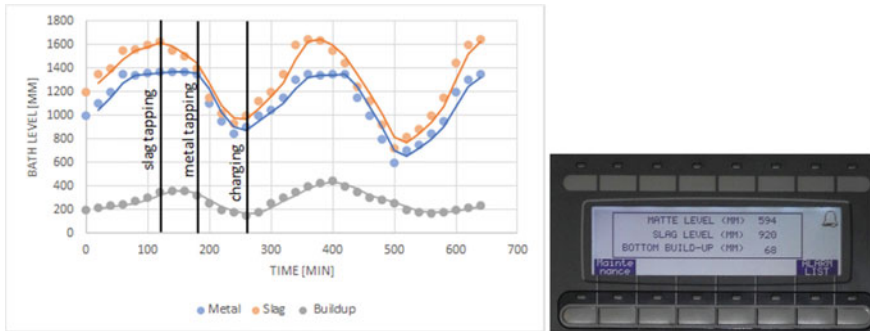 1800
1600
1400
1200
1000
800
600
400
200
0
BATH LEVEL [MM]
slag tapping
metal tapping
charging
0 100 200 300 400 500 600 700
TIME [MIN]
Metal Slag Buildup
MATTE LEVEL (MM) 594
SLAG LEVEL (MM) 920
BOTTOM BUILD-UP (MM) 68
Mainte
nance
ALARM
LIST